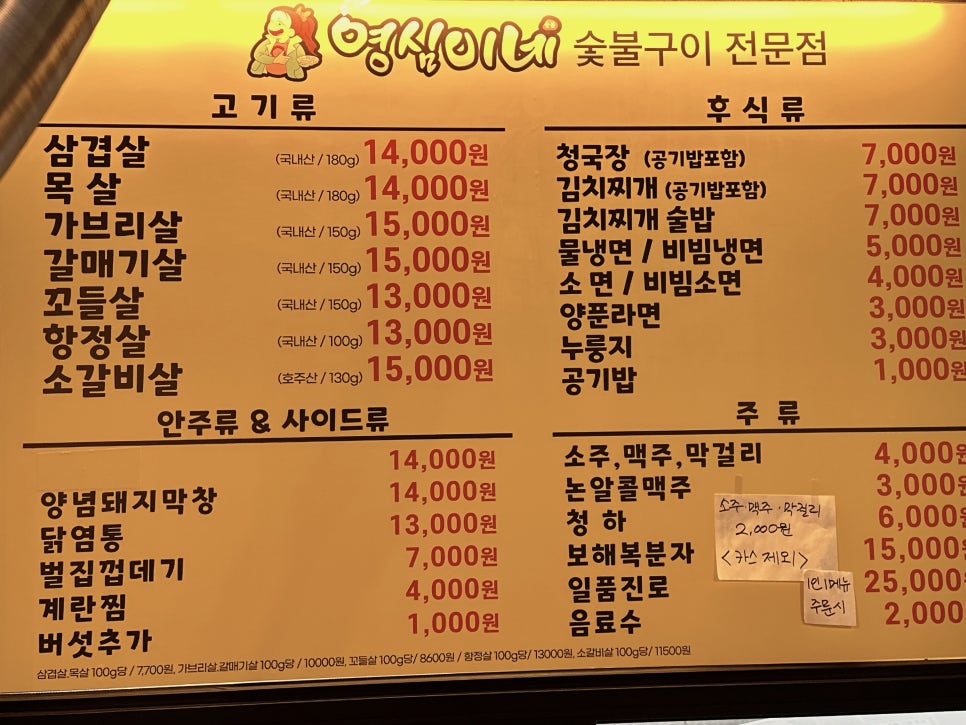 영심이네 숯불구이 전문점
고기류
삼겹살 (국내산 / 180g) 14,000원
목살 (국내산 / 180g) 14,000원
가브리살 (국내산 / 150g) 15,000원
갈매기살 (국내산 / 150g) 15,000원
꼬들살 (국내산 / 150g) 13,000원
항정살 (국내산 / 100g) 13,000원
소갈비살 (호주산 / 130g) 15,000원
안주류 & 사이드류
14,000원
양념돼지막창 14,000원
닭염통 13,000원
벌집껍데기 7,000원
계란찜 4,000원
버섯추가 1,000원
후식류
청국장 (공기밥포함) 7,000원
김치찌개 (공기밥포함) 7,000원
김치찌개 술밥 7,000원
물냉면 / 비빔냉면 5,000원
소면 / 비빔소면 4,000원
양푼라면 3,000원
누룽지 3,000원
공기밥 1,000원
주류
소주,맥주,막걸리 4,000원
논알콜맥주 3,000원
청하 6,000원
보해복분자 15,000원
일품진로 25,000원
음료수 2,000
소주·맥주·막걸리
2,000원
<카스 제외>
1인 1메뉴
주문시
삼겹살,목살 100g당 / 7,700원, 가브리살,갈매기살 100g당 / 10000원, 꼬들살 100g당/ 8600원 / 항정살 100g당/ 13000원, 소갈비살 100g당/ 11500원